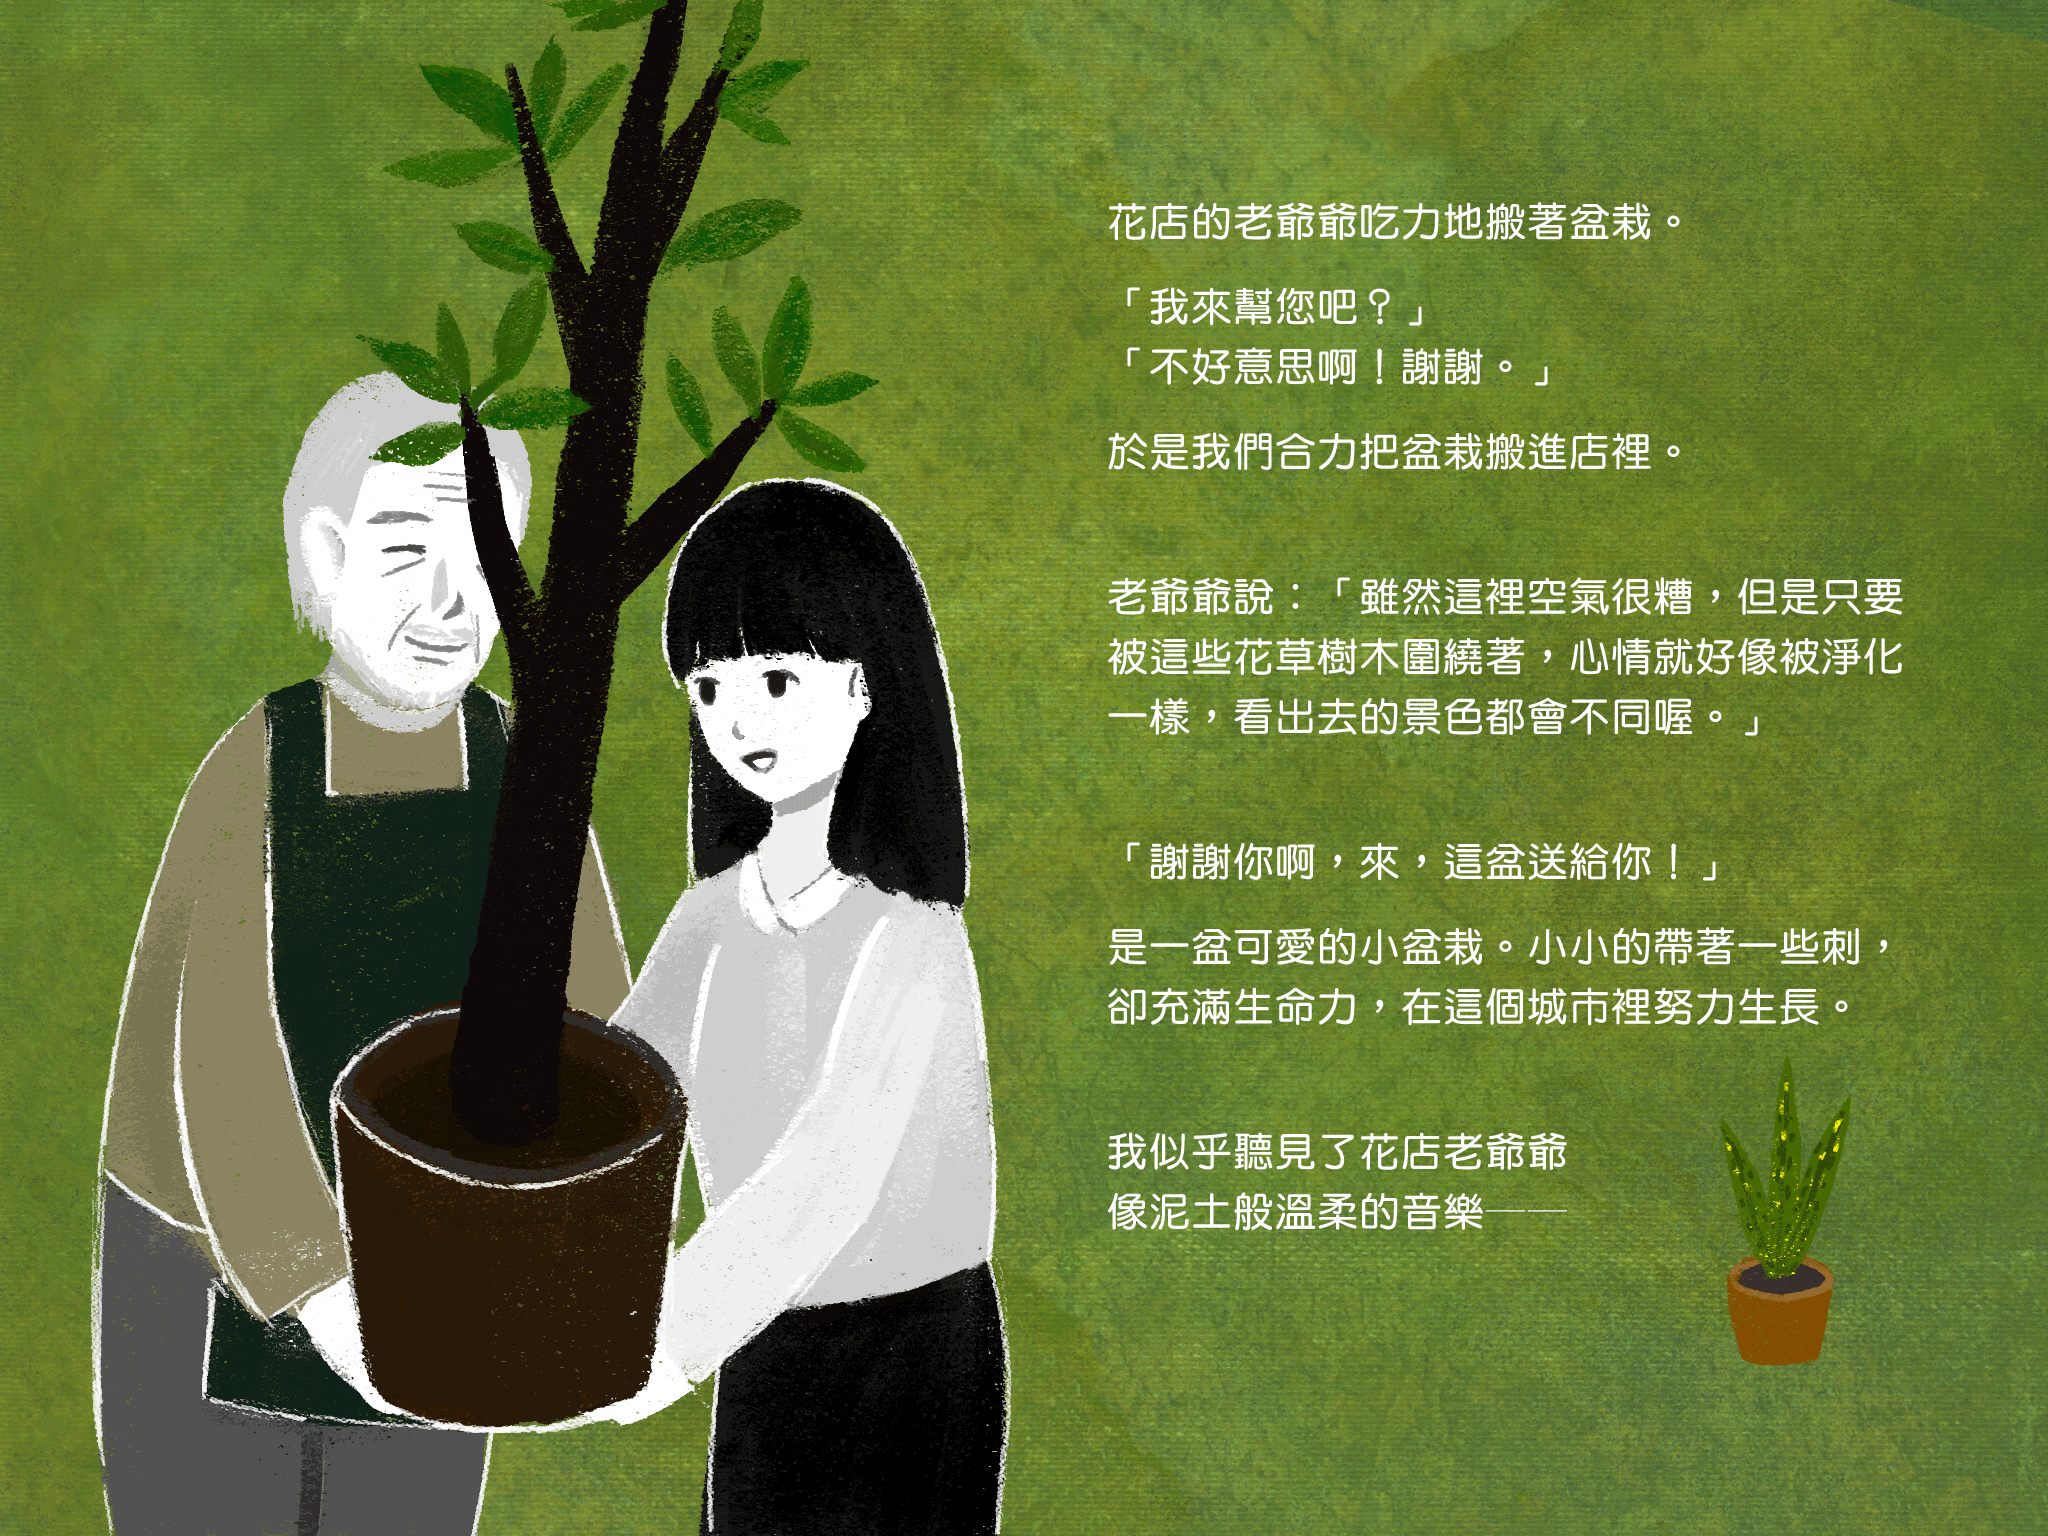 花店的老爺爺吃力地搬著盆栽。
「我來幫您吧？」
「不好意思啊！謝謝。」
於是我們合力把盆栽搬進店裡。
老爺爺說：「雖然這裡空氣很糟，但是只要
被這些花草樹木圍繞著，心情就好像被淨化
一樣，看出去的景色都會不同喔。」
「謝謝你啊，來，這盆送給你！」
是一盆可愛的小盆栽。小小的帶著一些刺，
卻充滿生命力，在這個城市裡努力生長。
我似乎聽見了花店老爺爺
像泥土般溫柔的音樂——